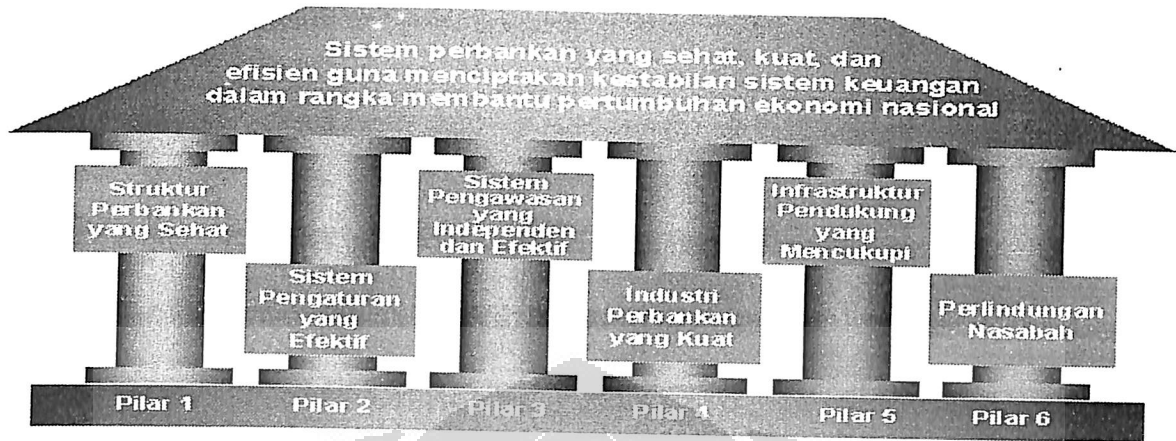 Sistem perbankan yang sehat, kuat, dan
efisien guna menciptakan kestabilan sistem keuangan
dalam rangka membantu pertumbuhan ekonomi nasional
Struktur
Perbankan
yang Sehat
Sistem
Pengaturan
yang
Efektif
Sistem
Pengawasan
yang
Independen
dan Efektif
Industri
Perbankan
yang Kuat
Infrastruktur
Pendukung
yang
Mencukupi
Perlindungan
Nasabah
Pilar 1
Pilar 2
Pilar 3
Pilar 4
Pilar 5
Pilar 6